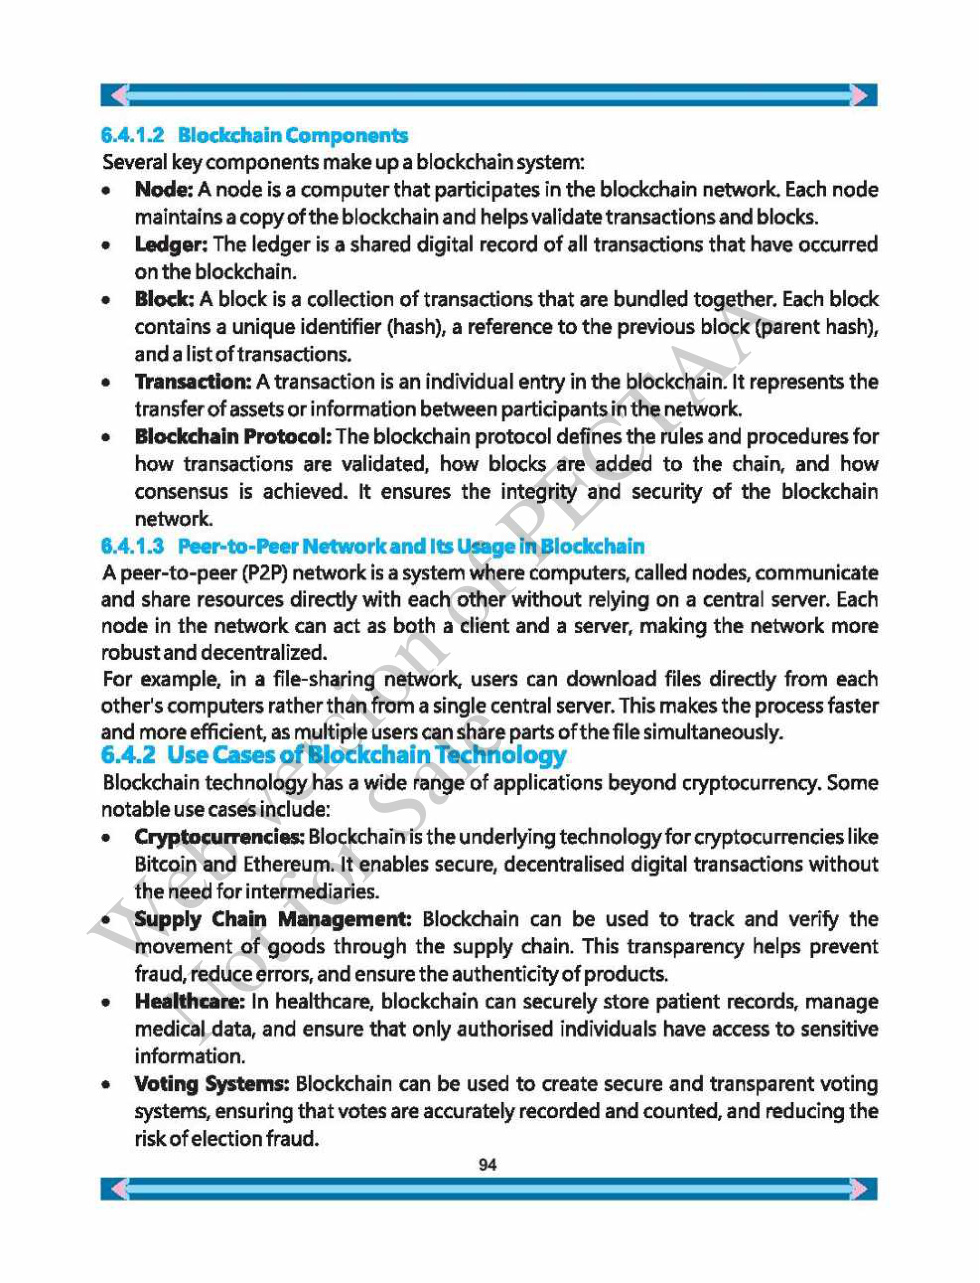 6.4.1.2 Blockchain Components
Several key components make up a blockchain system:
• Node: A node is a computer that participates in the blockchain network. Each node
maintains a copy of the blockchain and helps validate transactions and blocks.
• Ledger: The ledger is a shared digital record of all transactions that have occurred
on the blockchain.
• Block: A block is a collection of transactions that are bundled together. Each block
contains a unique identifier (hash), a reference to the previous block (parent hash),
and a list of transactions.
• Transaction: A transaction is an individual entry in the blockchain. It represents the
transfer of assets or information between participants in the network.
• Blockchain Protocol: The blockchain protocol defines the rules and procedures for
how transactions are validated, how blocks are added to the chain, and how
consensus is achieved. It ensures the integrity and security of the blockchain
network.
6.4.1.3 Peer-to-Peer Network and Its Usage in Blockchain
A peer-to-peer (P2P) network is a system where computers, called nodes, communicate
and share resources directly with each other without relying on a central server. Each
node in the network can act as both a client and a server, making the network more
robust and decentralized.
For example, in a file-sharing network, users can download files directly from each
other's computers rather than from a single central server. This makes the process faster
and more efficient, as multiple users can share parts of the file simultaneously.
6.4.2 Use Cases of Blockchain Technology
Blockchain technology has a wide range of applications beyond cryptocurrency. Some
notable use cases include:
• Cryptocurrencies: Blockchain is the underlying technology for cryptocurrencies like
Bitcoin and Ethereum. It enables secure, decentralised digital transactions without
the need for intermediaries.
• Supply Chain Management: Blockchain can be used to track and verify the
movement of goods through the supply chain. This transparency helps prevent
fraud, reduce errors, and ensure the authenticity of products.
• Healthcare: In healthcare, blockchain can securely store patient records, manage
medical data, and ensure that only authorised individuals have access to sensitive
information.
• Voting Systems: Blockchain can be used to create secure and transparent voting
systems, ensuring that votes are accurately recorded and counted, and reducing the
risk of election fraud.
94
Web Version of PECTAA
Not for Sale